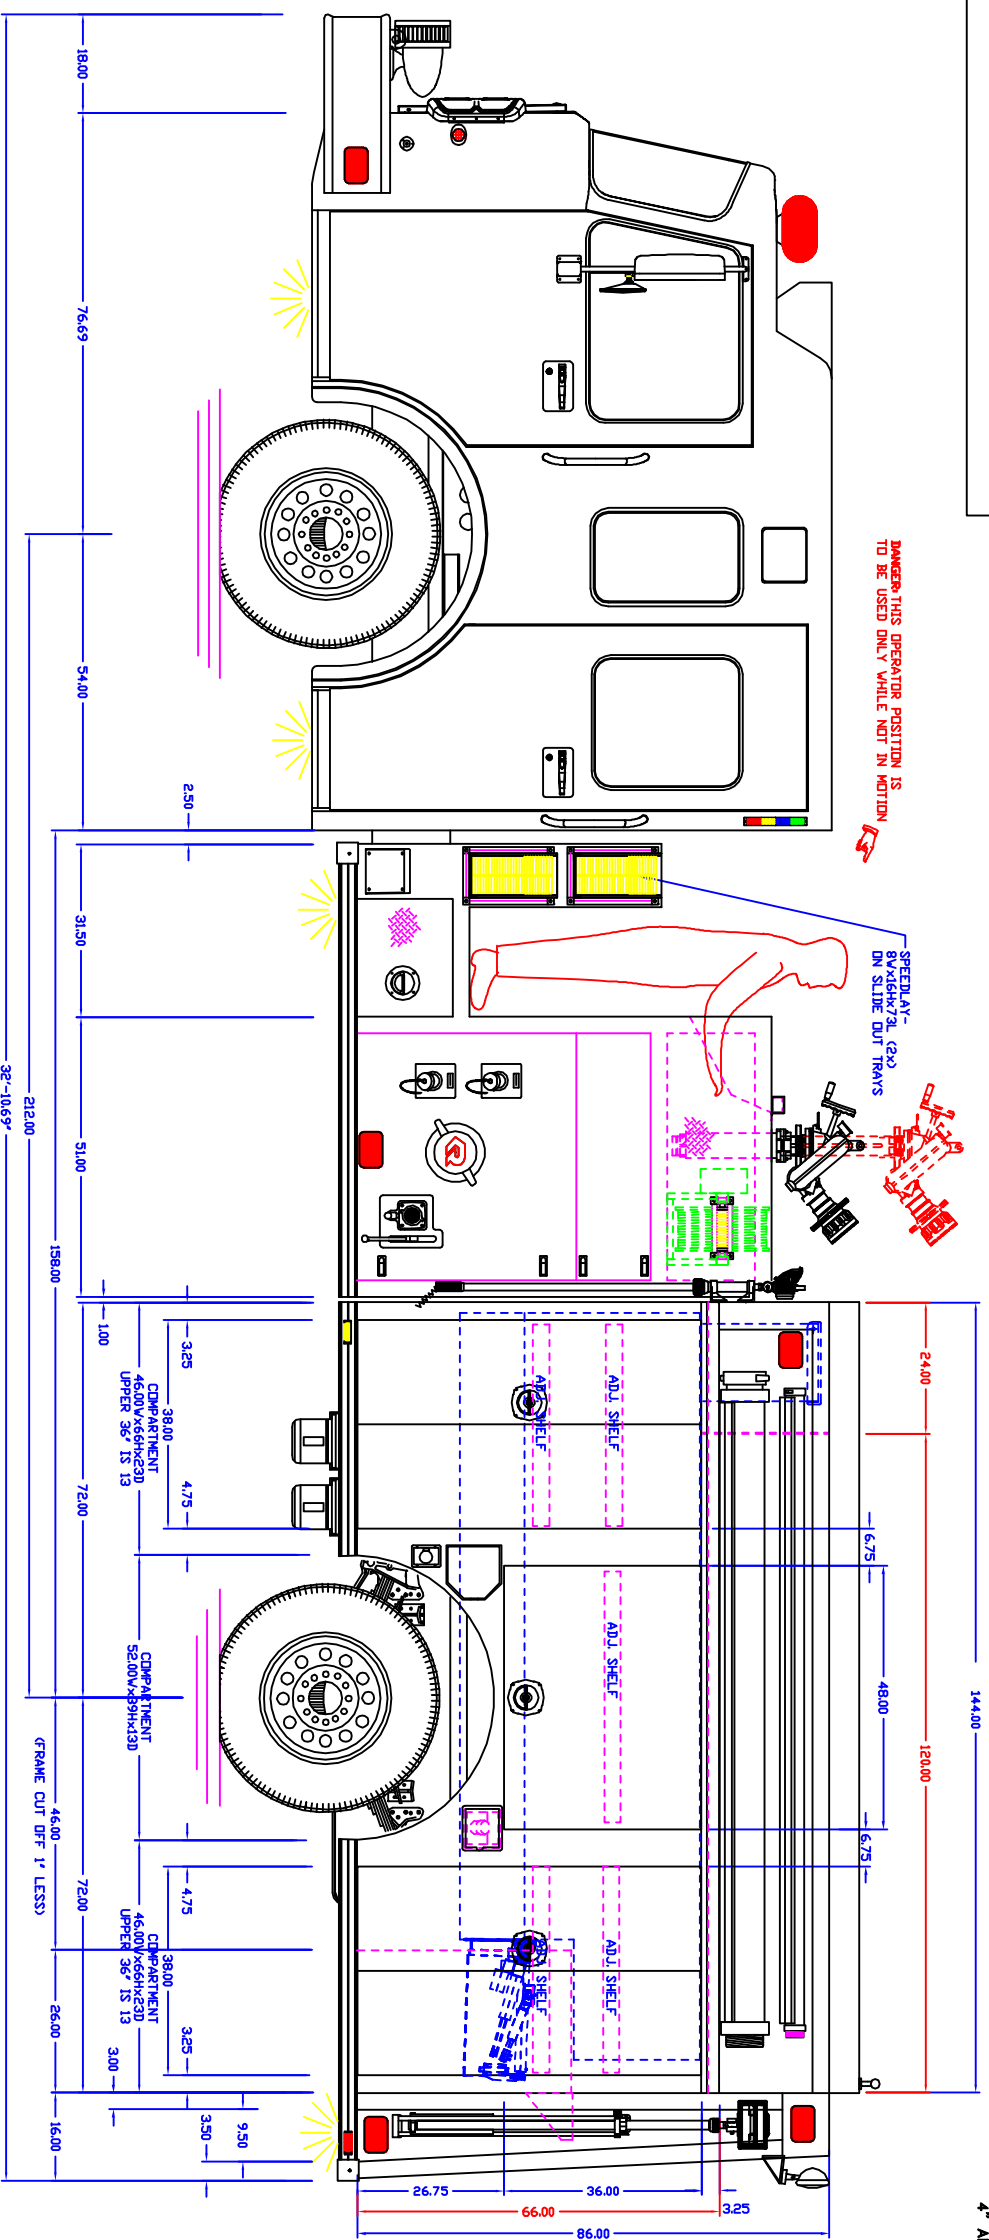 DANGER: THIS OPERATOR POSITION IS
TO BE USED ONLY WHILE NOT IN MOTION
SPEEDLAY-
8Wx16Hx73L (2x)
ON SLIDE OUT TRAYS
4" A
144.00
24.00
120.00
6.75
48.00
6.75
ADJ. SHELF
ADJ. SHELF
ADJ. SHELF
ADJ. SHELF
ADJ. SHELF
R
3.25
36.00
26.75
66.00
86.00
2.50
1.00
3.25
38.00
4.75
COMPARTMENT
46.00Wx66Hx23D
UPPER 36" IS 13
COMPARTMENT
52.00Wx39Hx13D
4.75
38.00
3.25
COMPARTMENT
46.00Wx66Hx23D
UPPER 36" IS 13
3.00
9.50
3.50
18.00
76.69
54.00
31.50
51.00
72.00
72.00
158.00
46.00
26.00
16.00
(FRAME CUT OFF 1" LESS)
212.00
32'-10.69"